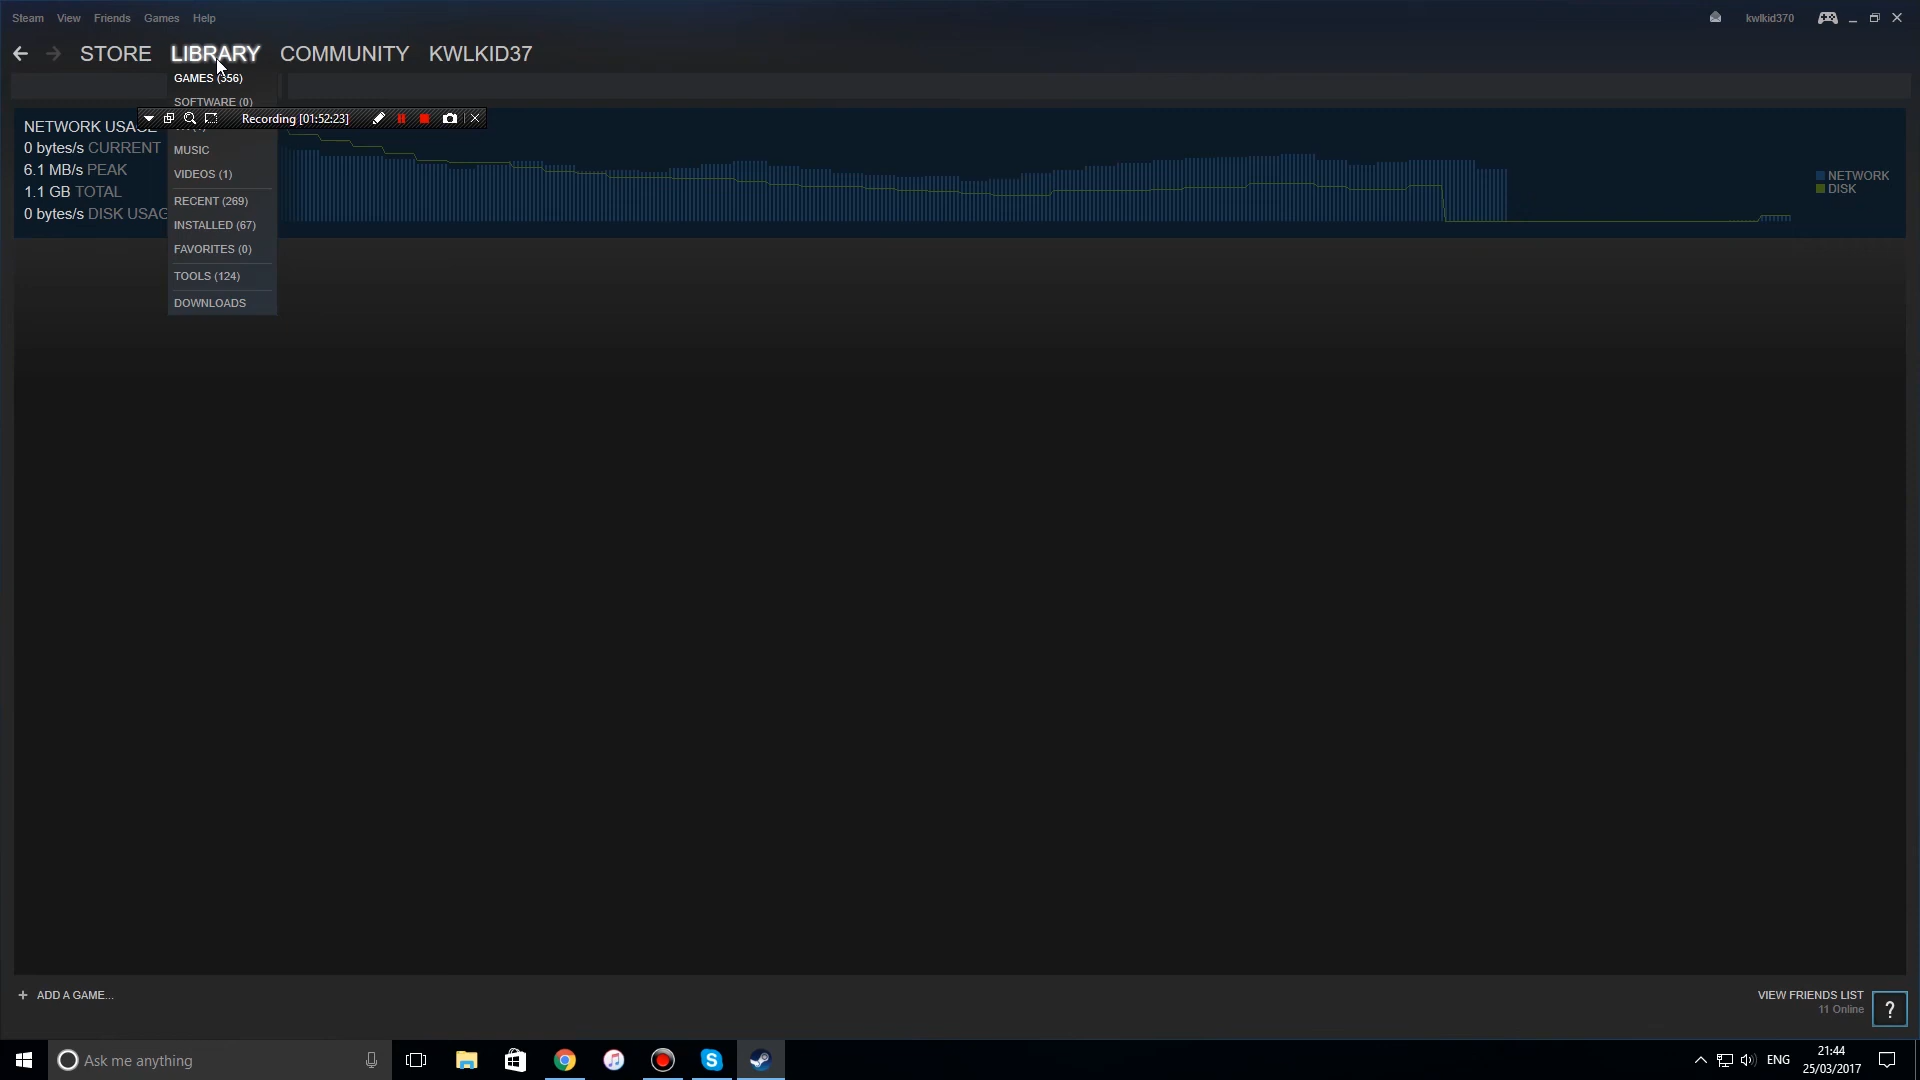 Steam View Friends Games Help
kwlkid370
STORE LIBRARY COMMUNITY KWLKID37
GAMES (356)
SOFTWARE (0)
Recording [01:52:23]
MUSIC
VIDEOS (1)
RECENT (269)
INSTALLED (67)
FAVORITES (0)
TOOLS (124)
DOWNLOADS
NETWORK USAGE
0 bytes/s CURRENT
6.1 MB/s PEAK
1.1 GB TOTAL
0 bytes/s DISK USAG
NETWORK
DISK
+ ADD A GAME...
VIEW FRIENDS LIST
11 Online
?
Ask me anything
ENG
21:44
25/03/2017